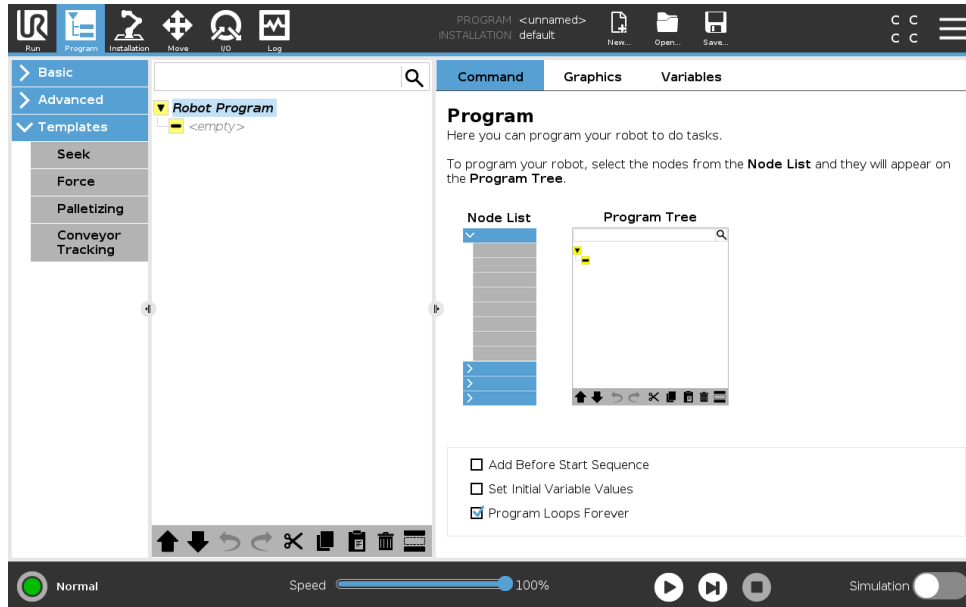 UR
Run
Program
Installation
Move
I/O
Log
PROGRAM <unnamed>
INSTALLATION default
New...
Open...
Save...
C C
C C
Basic
Advanced
Templates
Seek
Force
Palletizing
Conveyor
Tracking
Robot Program
<empty>
Command Graphics Variables
Program
Here you can program your robot to do tasks.
To program your robot, select the nodes from the Node List and they will appear on
the Program Tree.
Node List
Program Tree
Add Before Start Sequence
Set Initial Variable Values
Program Loops Forever
Normal
Speed
100%
Simulation